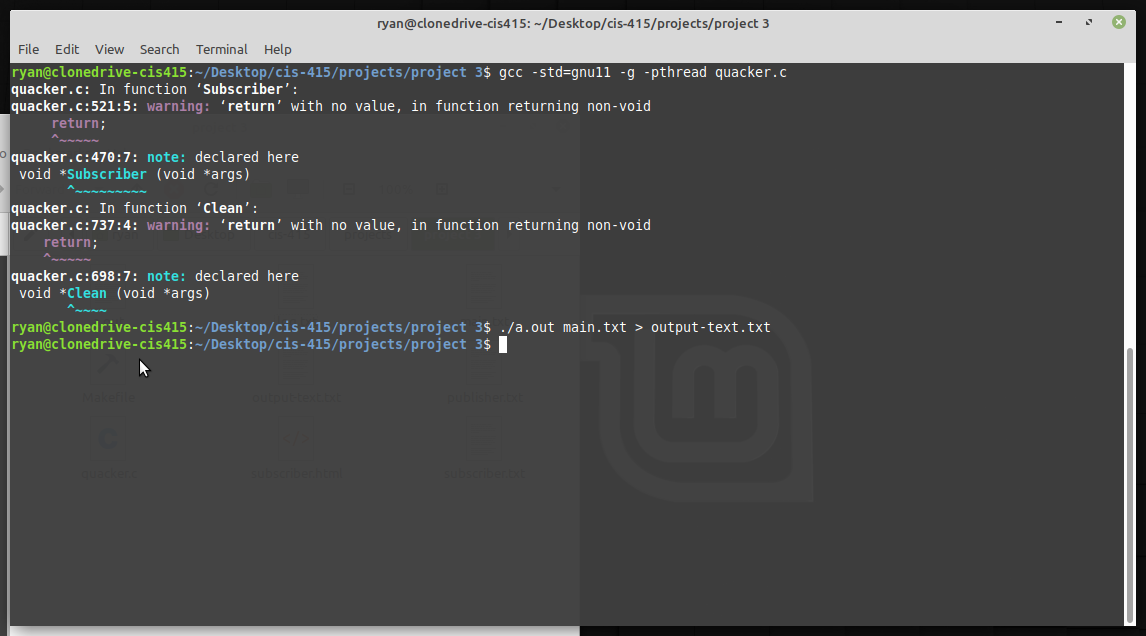 ryan@clonedrive-cis415: ~/Desktop/cis-415/projects/project 3
File Edit View Search Terminal Help
ryan@clonedrive-cis415:~/Desktop/cis-415/projects/project 3$ gcc -std=gnu11 -g -pthread quacker.c
quacker.c: In function ‘Subscriber’:
quacker.c:521:5: warning: ‘return’ with no value, in function returning non-void
     return;
     ^~~~~~
quacker.c:470:7: note: declared here
 void *Subscriber (void *args)
       ^~~~~~~~~~
quacker.c: In function ‘Clean’:
quacker.c:737:4: warning: ‘return’ with no value, in function returning non-void
    return;
    ^~~~~~
quacker.c:698:7: note: declared here
 void *Clean (void *args)
       ^~~~~
ryan@clonedrive-cis415:~/Desktop/cis-415/projects/project 3$ ./a.out main.txt > output-text.txt
ryan@clonedrive-cis415:~/Desktop/cis-415/projects/project 3$